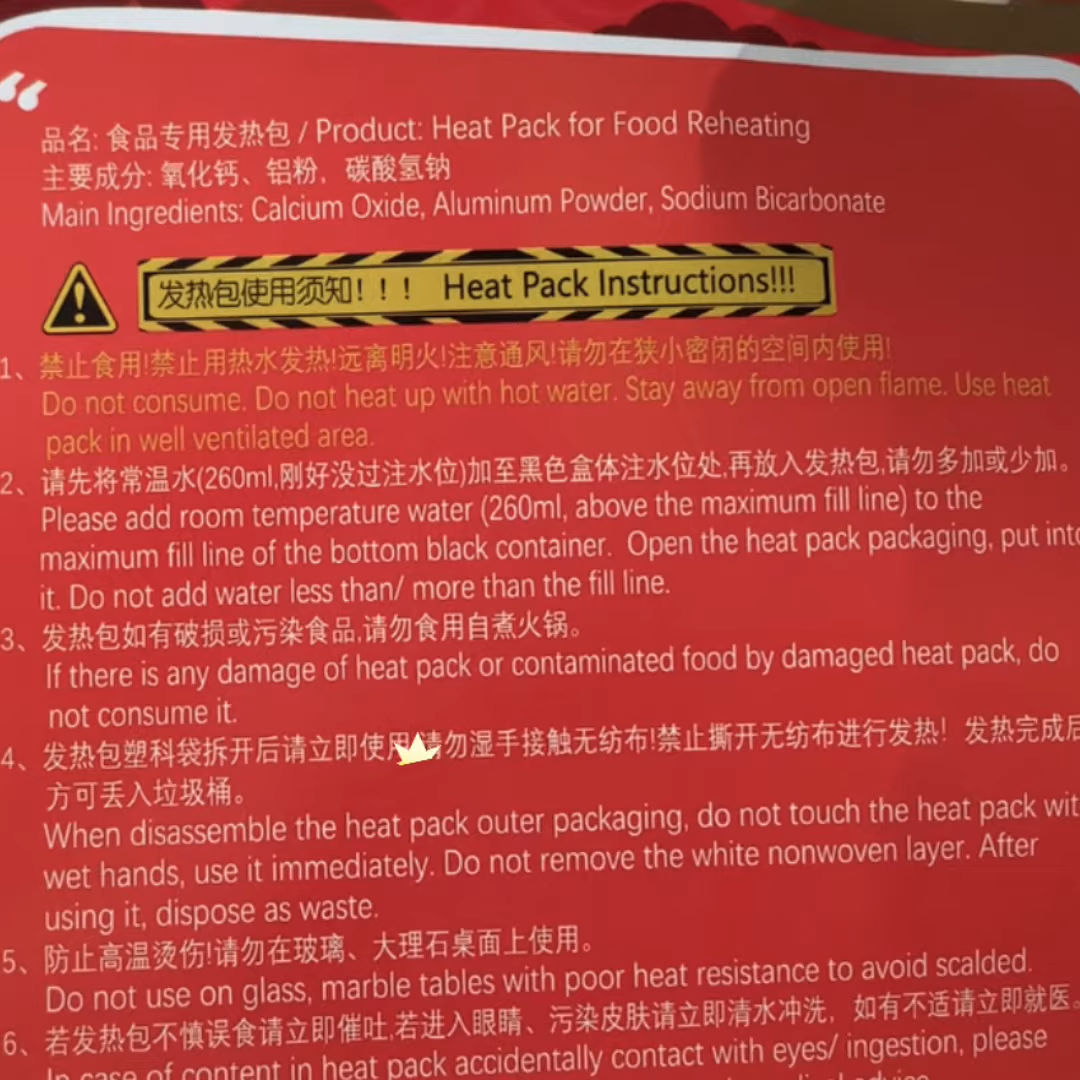 品名: 食品专用发热包 / Product: Heat Pack for Food Reheating
主要成分: 氧化钙、铝粉，碳酸氢钠
Main Ingredients: Calcium Oxide, Aluminum Powder, Sodium Bicarbonate
发热包使用须知!!! Heat Pack Instructions!!!
1、禁止食用!禁止用热水发热!远离明火!注意通风!请勿在狭小密闭的空间内使用!
Do not consume. Do not heat up with hot water. Stay away from open flame. Use heat
pack in well ventilated area.
2、请先将常温水(260ml,刚好没过注水位)加至黑色盒体注水位处,再放入发热包,请勿多加或少加。
Please add room temperature water (260ml, above the maximum fill line) to the
maximum fill line of the bottom black container. Open the heat pack packaging, put into
it. Do not add water less than/ more than the fill line.
3、发热包如有破损或污染食品,请勿食用自煮火锅。
If there is any damage of heat pack or contaminated food by damaged heat pack, do
not consume it.
4、发热包塑料袋拆开后请立即使用 请勿湿手接触无纺布!禁止撕开无纺布进行发热！发热完成后
方可丢入垃圾桶。
When disassemble the heat pack outer packaging, do not touch the heat pack wit
wet hands, use it immediately. Do not remove the white nonwoven layer. After
using it, dispose as waste.
5、防止高温烫伤!请勿在玻璃、大理石桌面上使用。
Do not use on glass, marble tables with poor heat resistance to avoid scalded.
6、若发热包不慎误食请立即催吐,若进入眼睛、污染皮肤请立即清水冲洗，如有不适请立即就医。
In case of content in heat pack accidentally contact with eyes/ ingestion, please